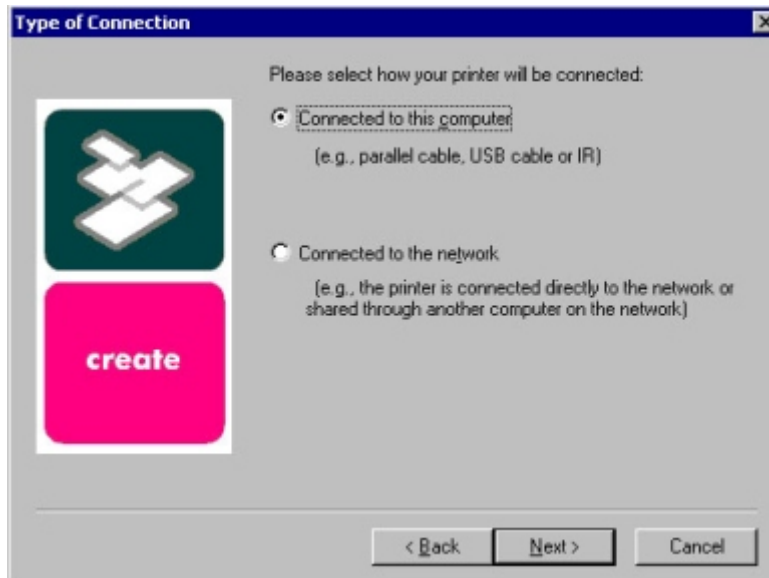 Type of Connection
Please select how your printer will be connected:
Connected to this computer
(e.g., parallel cable, USB cable or IR)
Connected to the network
(e.g., the printer is connected directly to the network or
shared through another computer on the network)
create
< Back
Next >
Cancel